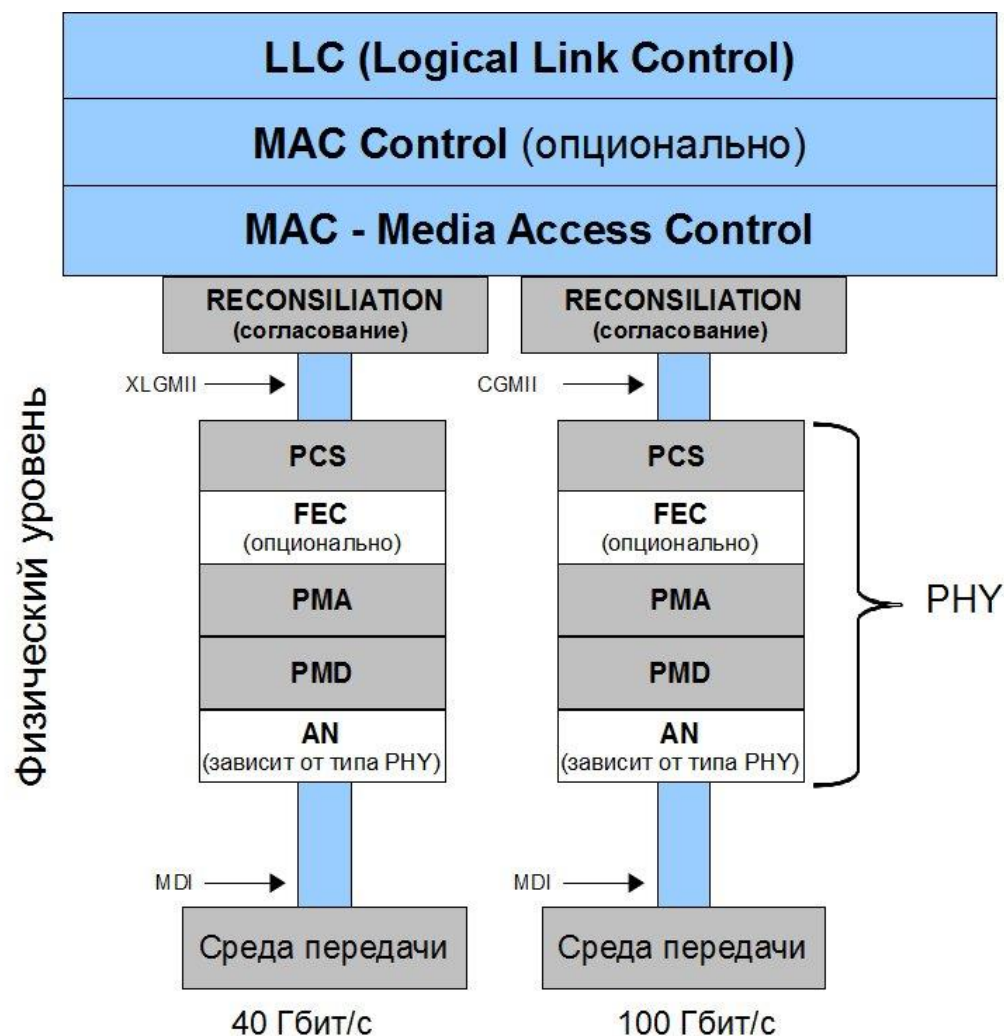 LLC (Logical Link Control)
MAC Control (опционально)
MAC - Media Access Control
RECONSILIATION
(согласование)
RECONSILIATION
(согласование)
XLGMII
CGMII
Физический уровень
PCS
FEC
(опционально)
PMA
PMD
AN
(зависит от типа PHY)
PCS
FEC
(опционально)
PMA
PMD
AN
(зависит от типа PHY)
PHY
MDI
MDI
Среда передачи
Среда передачи
40 Гбит/с
100 Гбит/с